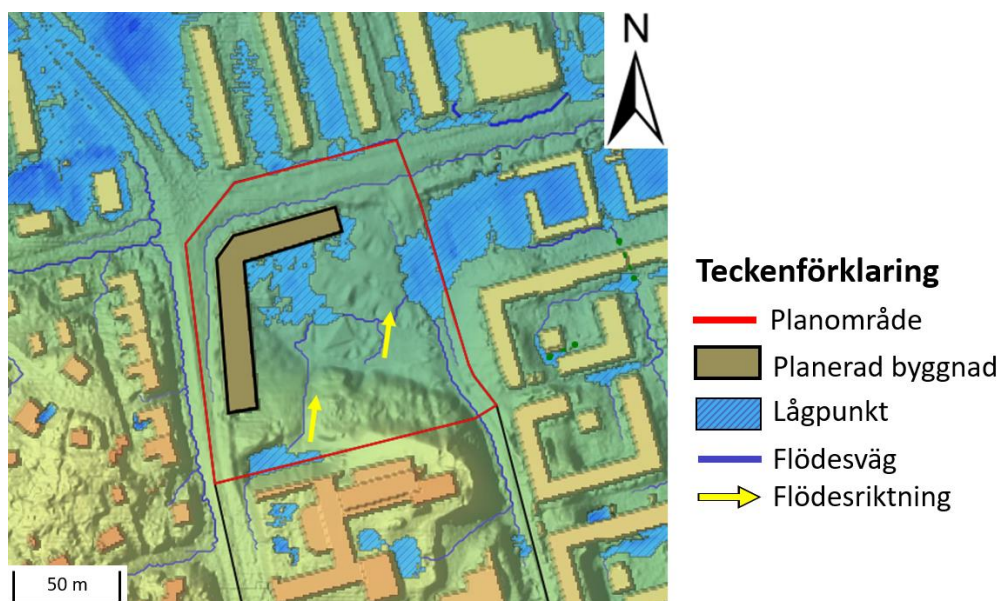 N
Teckenförklaring
Planområde
Planerad byggnad
Lågpunkt
Flödesväg
Flödesriktning
50 m